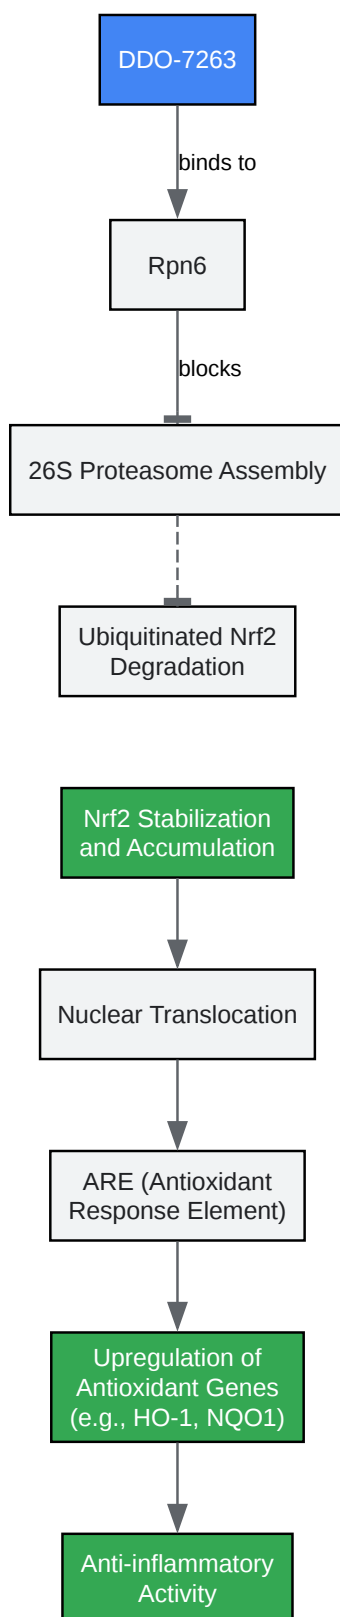 DDO-7263
binds to
Rpn6
blocks
26S Proteasome Assembly
Ubiquitinated Nrf2
Degradation
Nrf2 Stabilization
and Accumulation
Nuclear Translocation
ARE (Antioxidant
Response Element)
Upregulation of
Antioxidant Genes
(e.g., HO-1, NQO1)
Anti-inflammatory
Activity